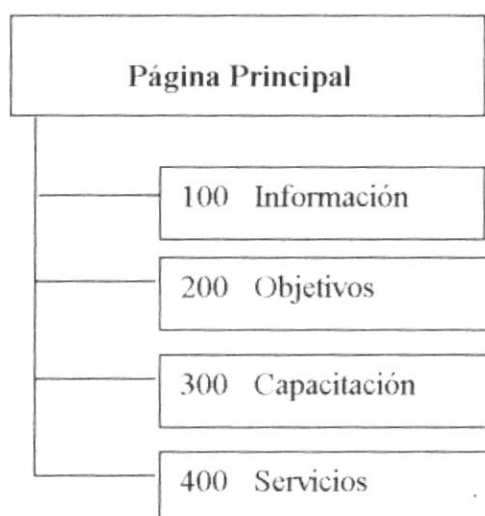 Página Principal
100 Información
200 Objetivos
300 Capacitación
400 Servicios